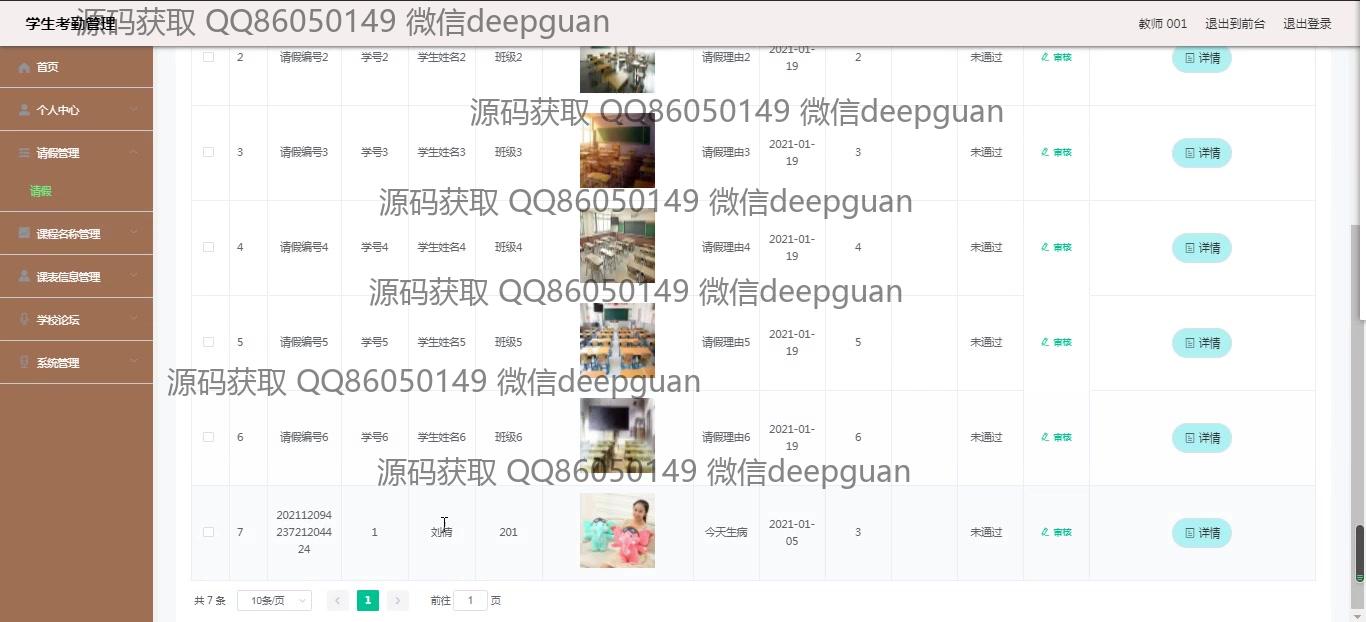 学生考勤管理
源码获取 QQ86050149 微信deepguan
教师 001 退出到前台 退出登录
首页
个人中心
请假管理
请假
课程名称管理
课表信息管理
学校论坛
系统管理
2 请假编号2 学号2 学生姓名2 班级2 请假理由2 2021-01-19 2 未通过 审核 详情
源码获取 QQ86050149 微信deepguan
3 请假编号3 学号3 学生姓名3 班级3 请假理由3 2021-01-19 3 未通过 审核 详情
源码获取 QQ86050149 微信deepguan
4 请假编号4 学号4 学生姓名4 班级4 请假理由4 2021-01-19 4 未通过 审核 详情
源码获取 QQ86050149 微信deepguan
5 请假编号5 学号5 学生姓名5 班级5 请假理由5 2021-01-19 5 未通过 审核 详情
源码获取 QQ86050149 微信deepguan
6 请假编号6 学号6 学生姓名6 班级6 请假理由6 2021-01-19 6 未通过 审核 详情
源码获取 QQ86050149 微信deepguan
7 20211209423721204424 1 刘倩 201 今天生病 2021-01-05 3 未通过 审核 详情
共 7 条 10条/页 1 前往 1 页